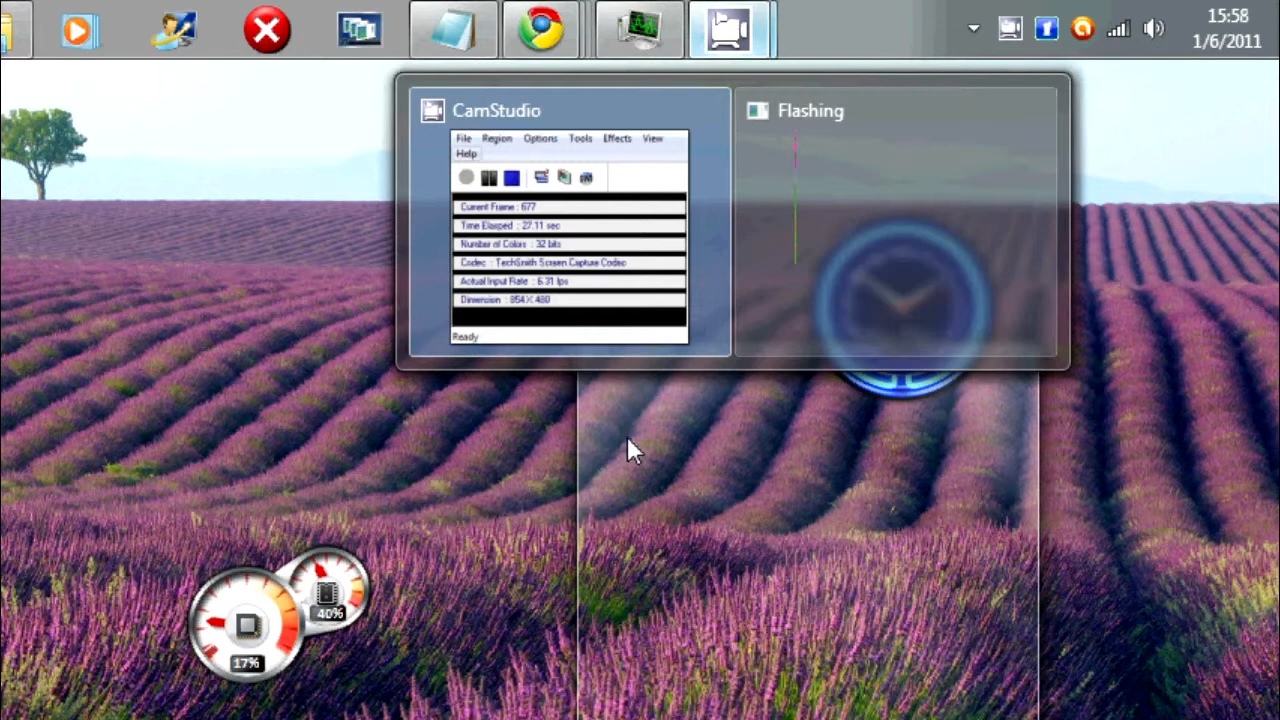 15:58
1/6/2011
CamStudio
Flashing
File Region Options Tools Effects View
Help
Current Frame : 677
Time Elapsed : 27.11 sec
Number of Colors : 32 bits
Codec : TechSmith Screen Capture Codec
Actual Input Rate : 6.31 fps
Dimension : 854 X 480
Ready
40%
17%